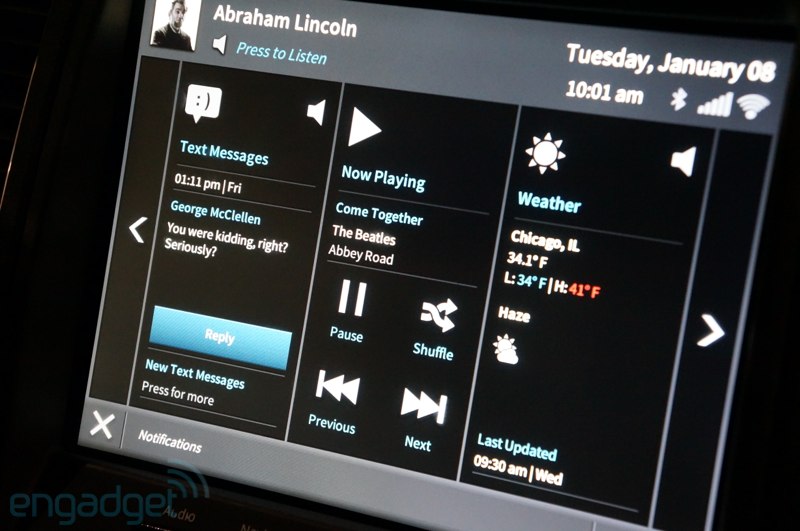 Abraham Lincoln
Press to Listen
Tuesday, January 08
10:01 am
:)
Text Messages
01:11 pm | Fri
George McClellen
You were kidding, right?
Seriously?
Reply
New Text Messages
Press for more
Now Playing
Come Together
The Beatles
Abbey Road
Pause
Shuffle
Previous
Next
Weather
Chicago, IL
34.1° F
L: 34° F | H: 41° F
Haze
Last Updated
09:30 am | Wed
Notifications
engadget
Audio